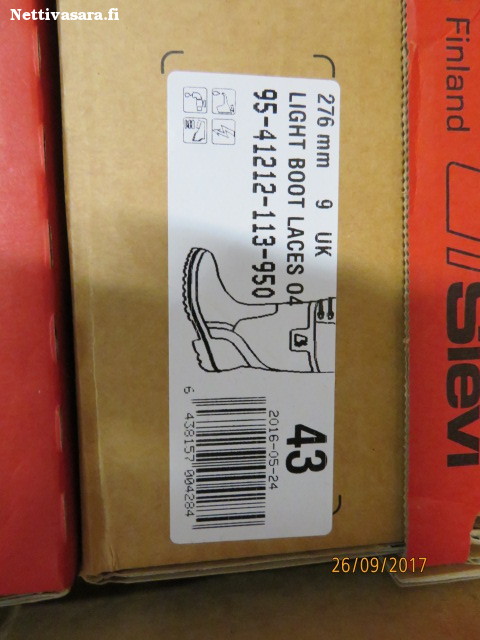 Nettivasara.fi
276 mm 9 UK
LIGHT BOOT LACES 04
95-41212-113-950
43
2016-05-24
6 438157 004284
Finland
SIEVI
26/09/2017